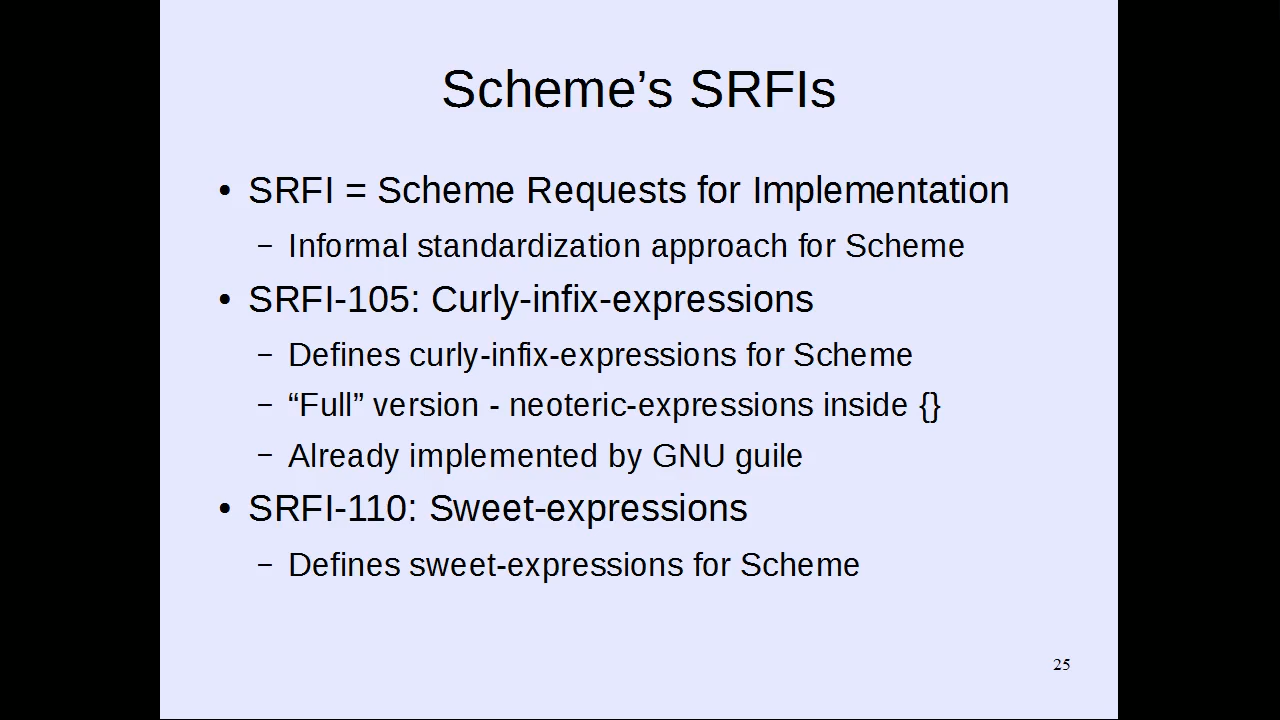 Scheme’s SRFIs
• SRFI = Scheme Requests for Implementation
– Informal standardization approach for Scheme
• SRFI-105: Curly-infix-expressions
– Defines curly-infix-expressions for Scheme
– “Full” version - neoteric-expressions inside {}
– Already implemented by GNU guile
• SRFI-110: Sweet-expressions
– Defines sweet-expressions for Scheme
25